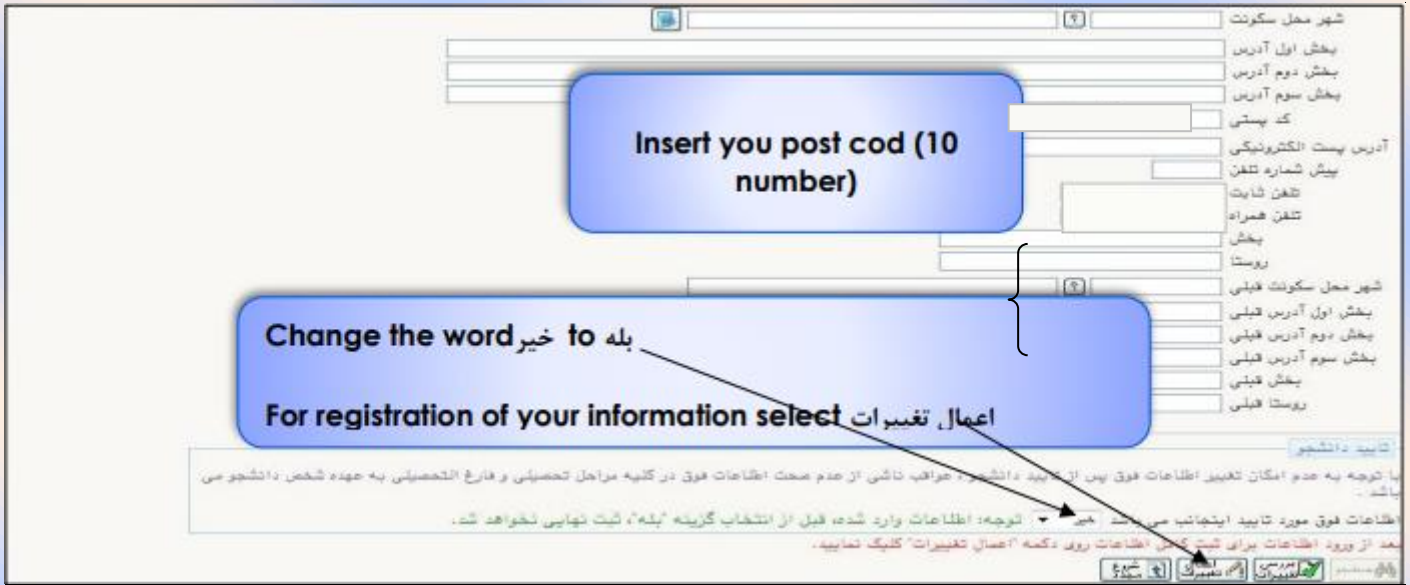 شهر محل سکونت
بخش اول آدرس
بخش دوم آدرس
بخش سوم آدرس
کد پستی
Insert you post cod (10
number)
آدرس پست الکترونیکی
پیش شماره تلفن
تلفن ثابت
تلفن همراه
بخش
روستا
شهر محل سکونت قبلی
بخش اول آدرس قبلی
بخش دوم آدرس قبلی
بخش سوم آدرس قبلی
بخش قبلی
روستا قبلی
Change the word خیر to بله
For registration of your information select اعمال تغییرات
تایید دانشجو
با توجه به عدم امکان تغییر اطلاعات فوق پس از تایید دانشجو، عواقب ناشی از عدم صحت اطلاعات فوق در کلیه مراحل تحصیلی و فارغ التحصیلی به عهده شخص دانشجو می
باشد .
اطلاعات فوق مورد تایید اینجانب می باشد خیر توجه: اطلاعات وارد شده، قبل از انتخاب گزینه "بله"، ثبت نهایی نخواهد شد.
بعد از ورود اطلاعات برای ثبت کامل اطلاعات روی دکمه "اعمال تغییرات" کلیک نمایید.
جستجو بررسی تغییرات اعمال تغییرات شروع مجدد